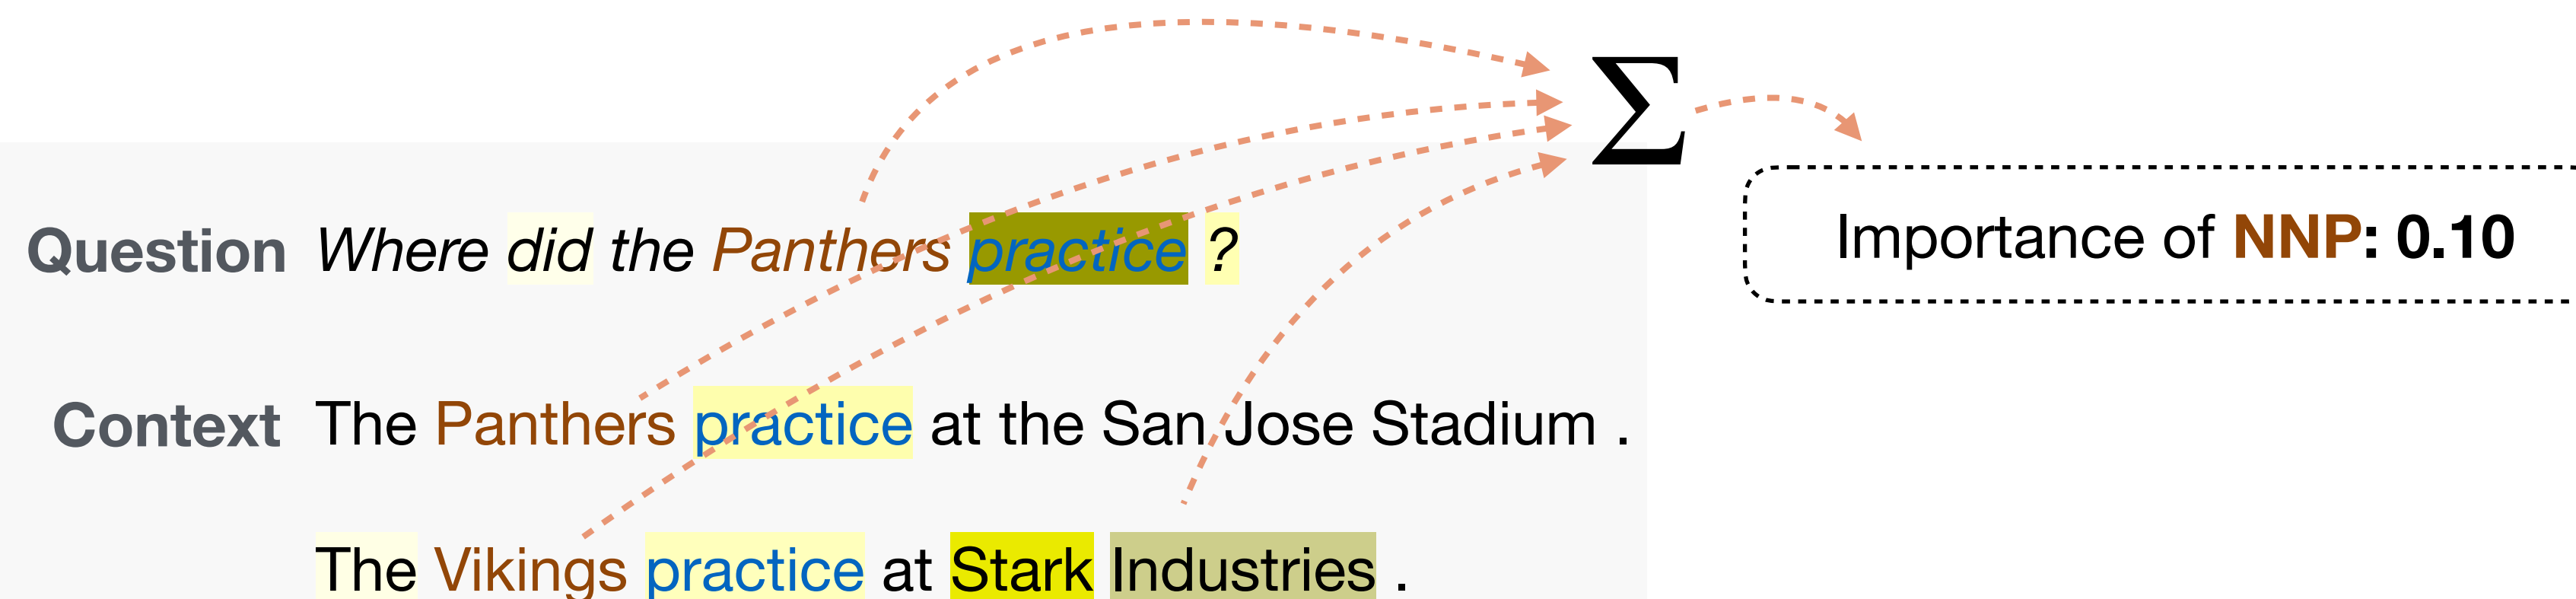 Σ
Question Where did the Panthers practice ?
Importance of NNP: 0.10
Context The Panthers practice at the San Jose Stadium .
The Vikings practice at Stark Industries .